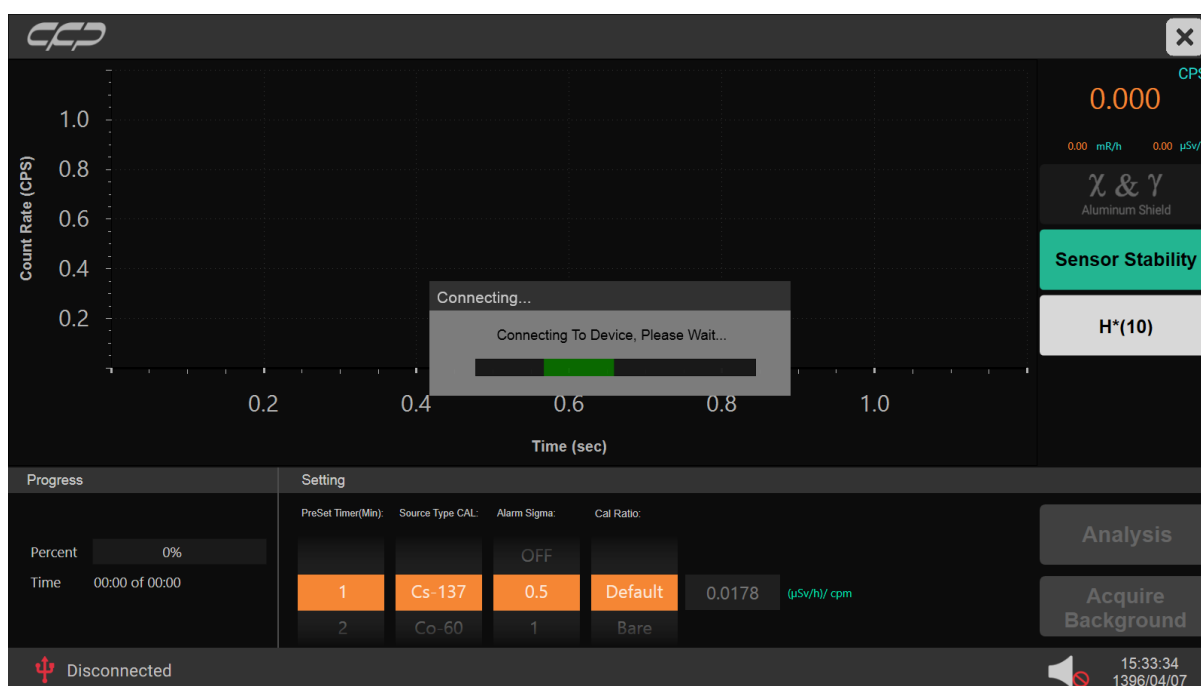 CPS
0.000
0.00 mR/h 0.00 µSv/
χ & γ
Aluminum Shield
Sensor Stability
H*(10)
Count Rate (CPS)
1.0
0.8
0.6
0.4
0.2
Connecting...
Connecting To Device, Please Wait...
0.2 0.4 0.6 0.8 1.0
Time (sec)
Progress
Percent 0%
Time 00:00 of 00:00
Setting
PreSet Timer(Min): Source Type CAL: Alarm Sigma: Cal Ratio:
OFF
1 Cs-137 0.5 Default 0.0178 (µSv/h)/ cpm
2 Co-60 1 Bare
Analysis
Acquire
Background
Disconnected
15:33:34
1396/04/07